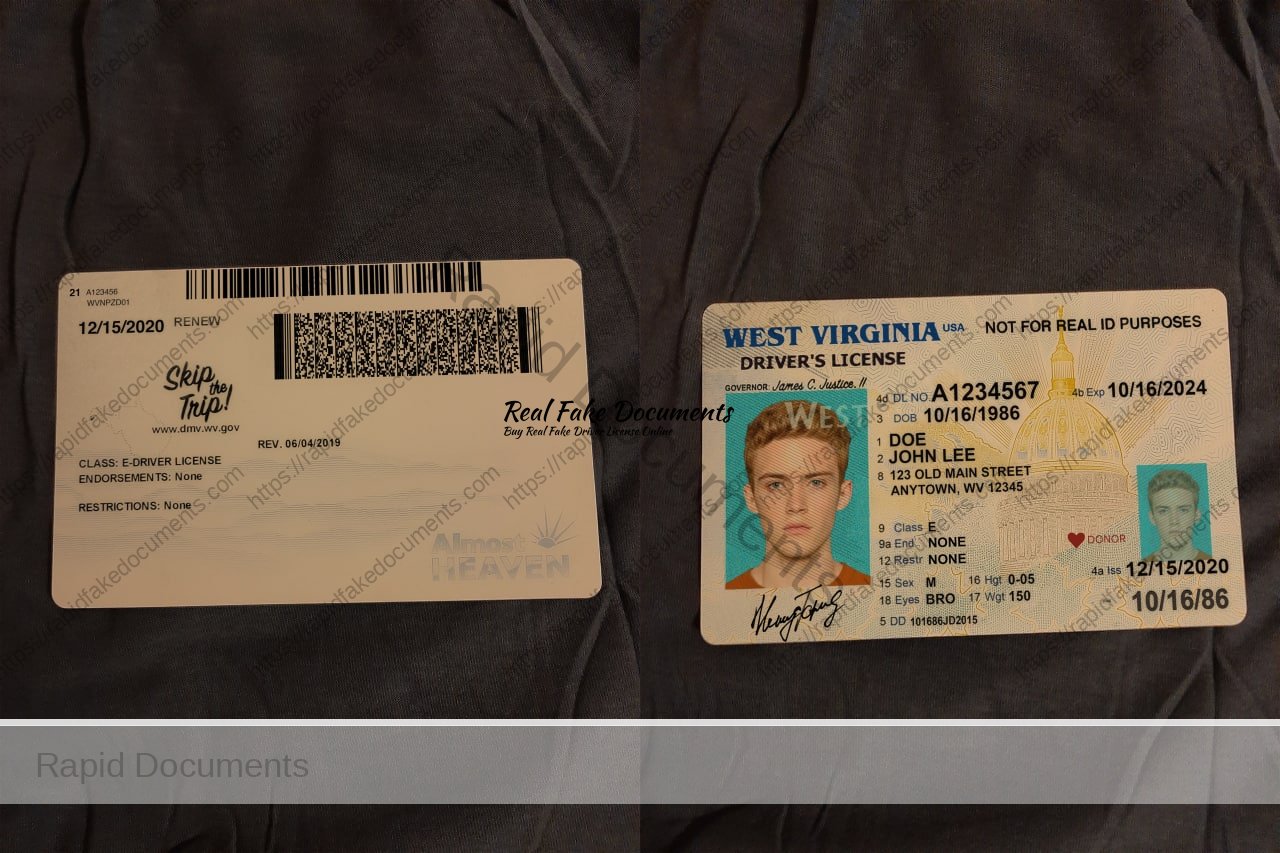 21 A123456
WVNPZD01
12/15/2020 RENEW
Skip
the
Trip!
www.dmv.wv.gov
REV. 06/04/2019
CLASS: E-DRIVER LICENSE
ENDORSEMENTS: None
RESTRICTIONS: None
Almost
HEAVEN
Real Fake Documents
Buy Real Fake Driver License Online
WEST VIRGINIA USA NOT FOR REAL ID PURPOSES
DRIVER'S LICENSE
GOVERNOR: James C. Justice, II
WEST
4d DL NO. A1234567 4b Exp 10/16/2024
3 DOB 10/16/1986
1 DOE
2 JOHN LEE
8 123 OLD MAIN STREET
ANYTOWN, WV 12345
9 Class E
9a End NONE
DONOR
12 Restr NONE
4a Iss 12/15/2020
15 Sex M 16 Hgt 0-05
18 Eyes BRO 17 Wgt 150
10/16/86
5 DD 101686JD2015
https://rapidfakedocuments.com
Rapid Documents